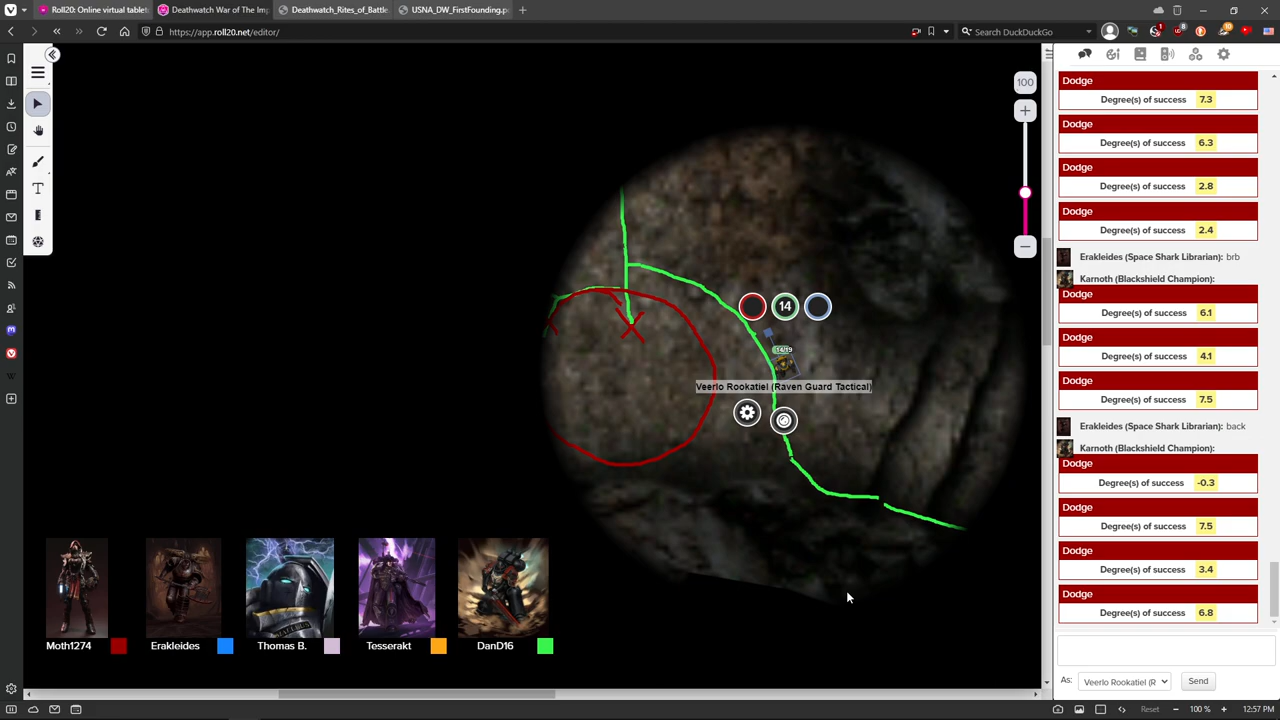 Roll20: Online virtual tablet
Deathwatch War of The Imp
Deathwatch_Rites_of_Battle
USNA_DW_FirstFounding.p
https://app.roll20.net/editor/
Search DuckDuckGo
1
8
10
100
Dodge
Degree(s) of success 7.3
Dodge
Degree(s) of success 6.3
Dodge
Degree(s) of success 2.8
Dodge
Degree(s) of success 2.4
Erakleides (Space Shark Librarian): brb
Karnoth (Blackshield Champion):
Dodge
Degree(s) of success 6.1
Dodge
Degree(s) of success 4.1
Dodge
Degree(s) of success 7.5
Erakleides (Space Shark Librarian): back
Karnoth (Blackshield Champion):
Dodge
Degree(s) of success -0.3
Dodge
Degree(s) of success 7.5
Dodge
Degree(s) of success 3.4
Dodge
Degree(s) of success 6.8
As: Veerlo Rookatiel (R
Send
14
14/19
Veerlo Rookatiel (Raven Guard Tactical)
Moth1274
Erakleides
Thomas B.
Tesserakt
DanD16
Reset
100 %
12:57 PM